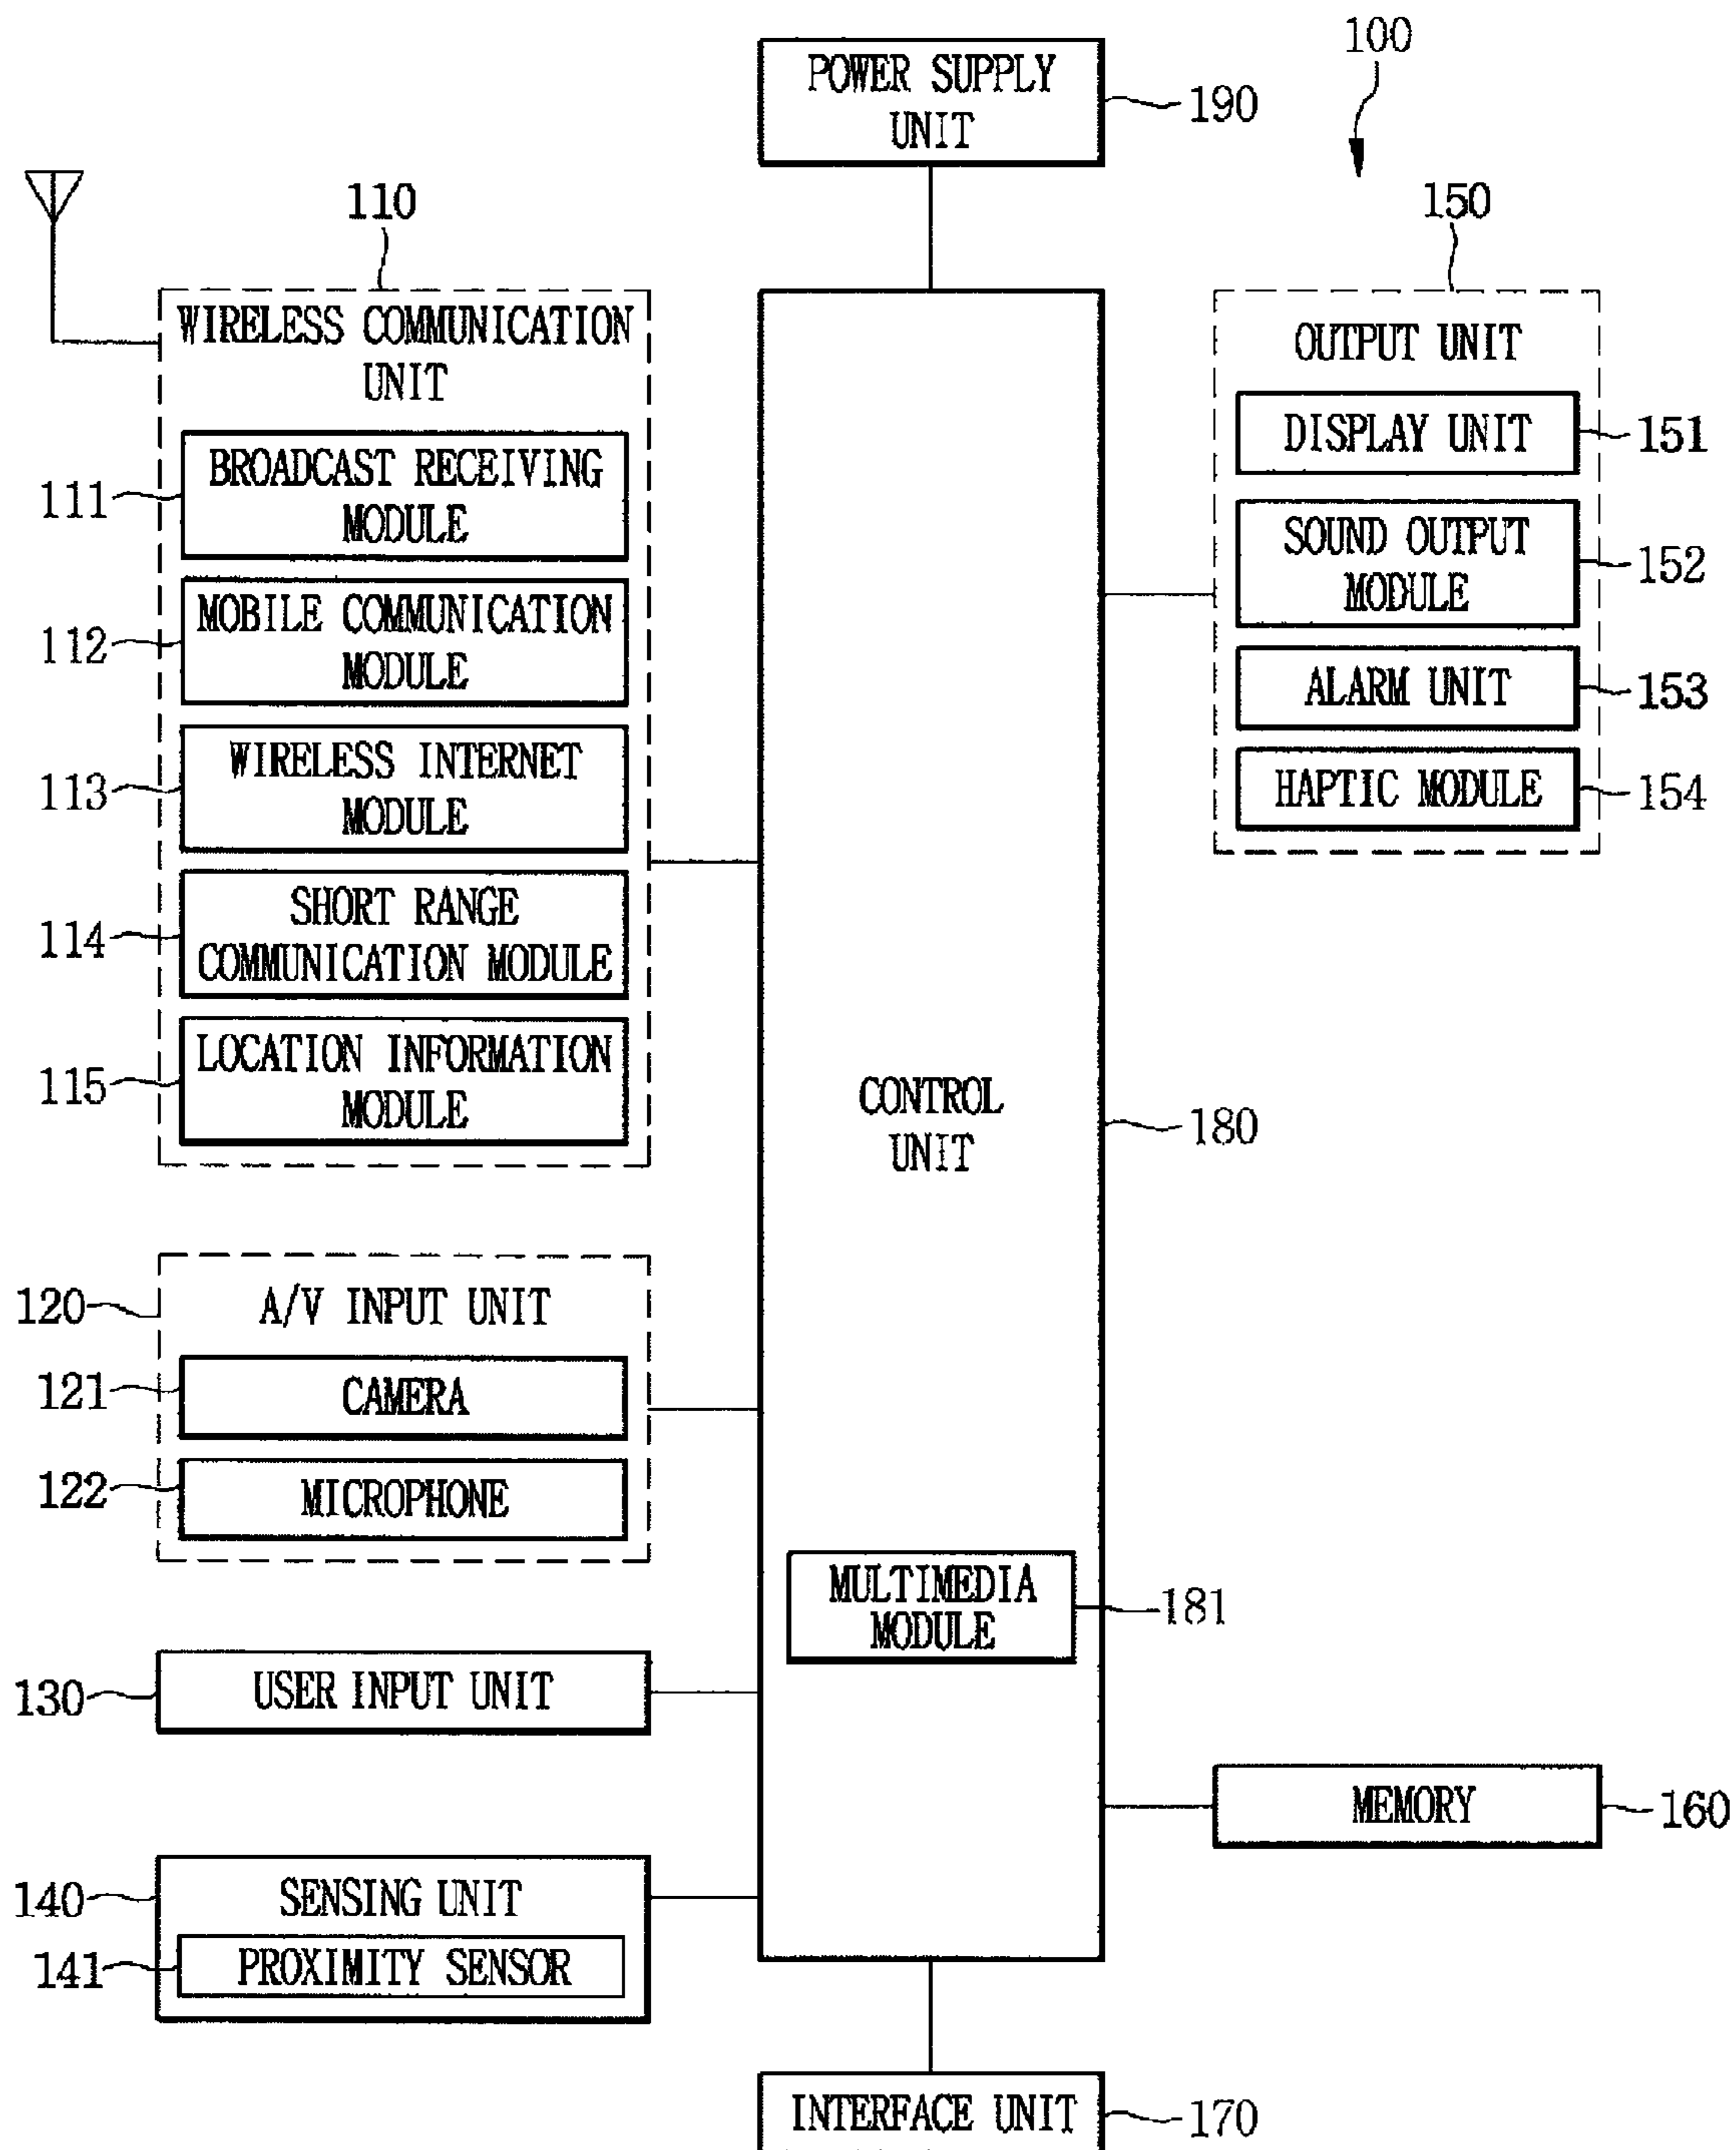 100
POWER SUPPLY
UNIT
190
110
WIRELESS COMMUNICATION
UNIT
BROADCAST RECEIVING
MODULE
111
MOBILE COMMUNICATION
MODULE
112
WIRELESS INTERNET
MODULE
113
SHORT RANGE
COMMUNICATION MODULE
114
LOCATION INFORMATION
MODULE
115
120
A/V INPUT UNIT
121
CAMERA
122
MICROPHONE
130
USER INPUT UNIT
140
SENSING UNIT
141
PROXIMITY SENSOR
CONTROL
UNIT
180
MULTIMEDIA
MODULE
181
150
OUTPUT UNIT
DISPLAY UNIT
151
SOUND OUTPUT
MODULE
152
ALARM UNIT
153
HAPTIC MODULE
154
MEMORY
160
INTERFACE UNIT
170